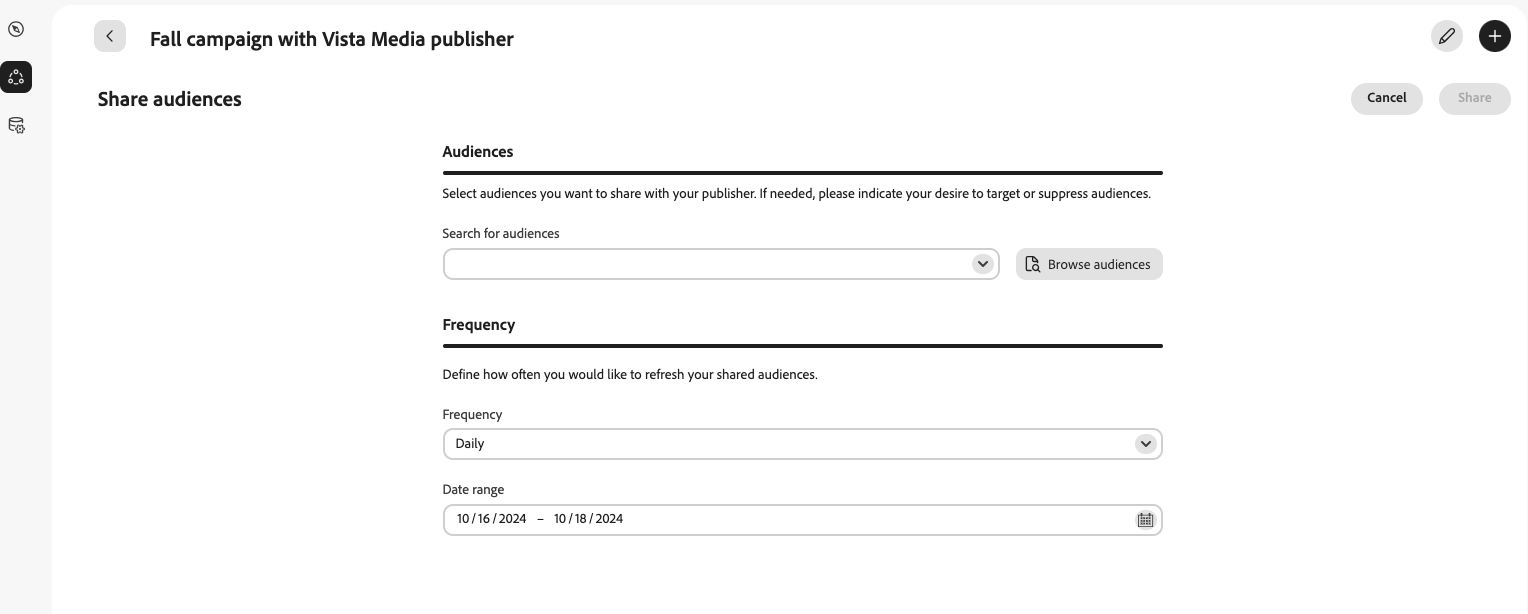 Fall campaign with Vista Media publisher
Share audiences
Cancel
Share
Audiences
Select audiences you want to share with your publisher. If needed, please indicate your desire to target or suppress audiences.
Search for audiences
Browse audiences
Frequency
Define how often you would like to refresh your shared audiences.
Frequency
Daily
Date range
10 / 16 / 2024 – 10 / 18 / 2024